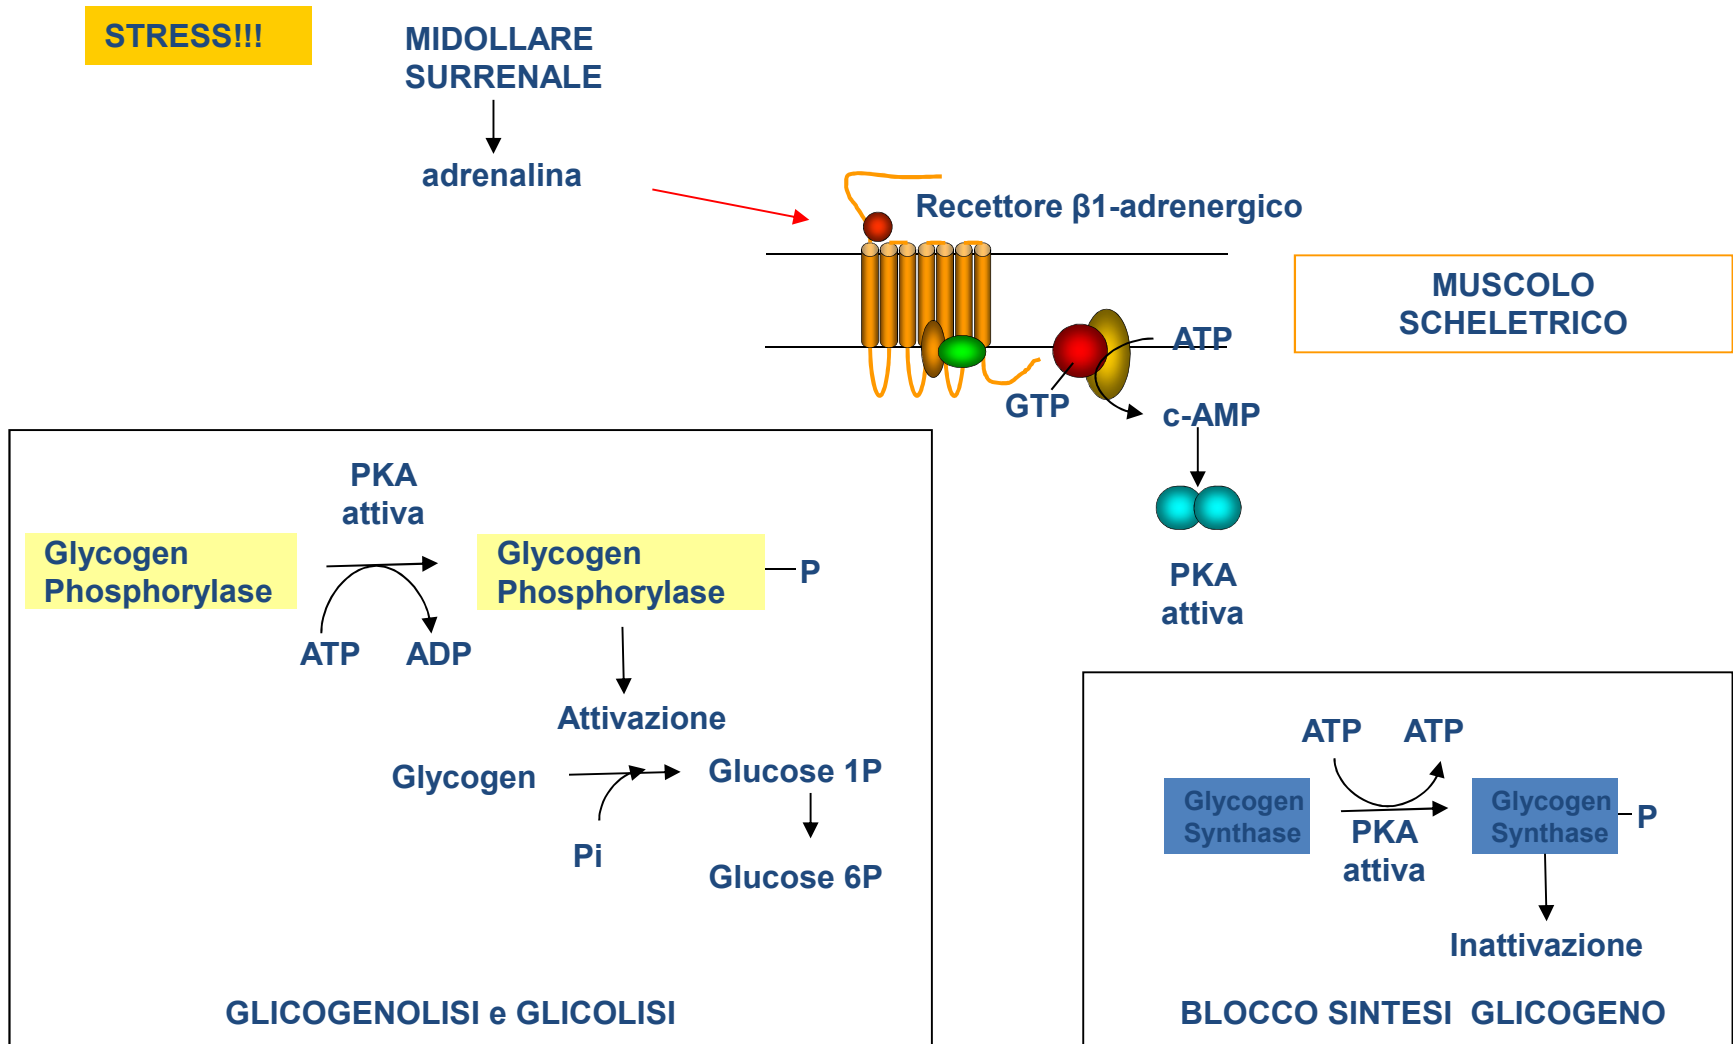 STRESS!!!
MIDOLLARE
SURRENALE
adrenalina
Recettore β1-adrenergico
MUSCOLO
SCHELETRICO
ATP
GTP
c-AMP
PKA
attiva
PKA
attiva
Glycogen
Phosphorylase
Glycogen
Phosphorylase
P
ATP
ADP
Attivazione
Glycogen
Glucose 1P
Pi
Glucose 6P
GLICOGENOLISI e GLICOLISI
ATP
ATP
Glycogen
Synthase
PKA
attiva
Glycogen
Synthase
P
Inattivazione
BLOCCO SINTESI GLICOGENO